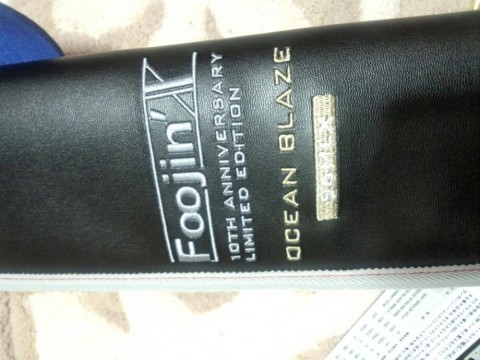 Foojin'
10TH ANNIVERSARY
LIMITED EDITION
OCEAN BLAZE